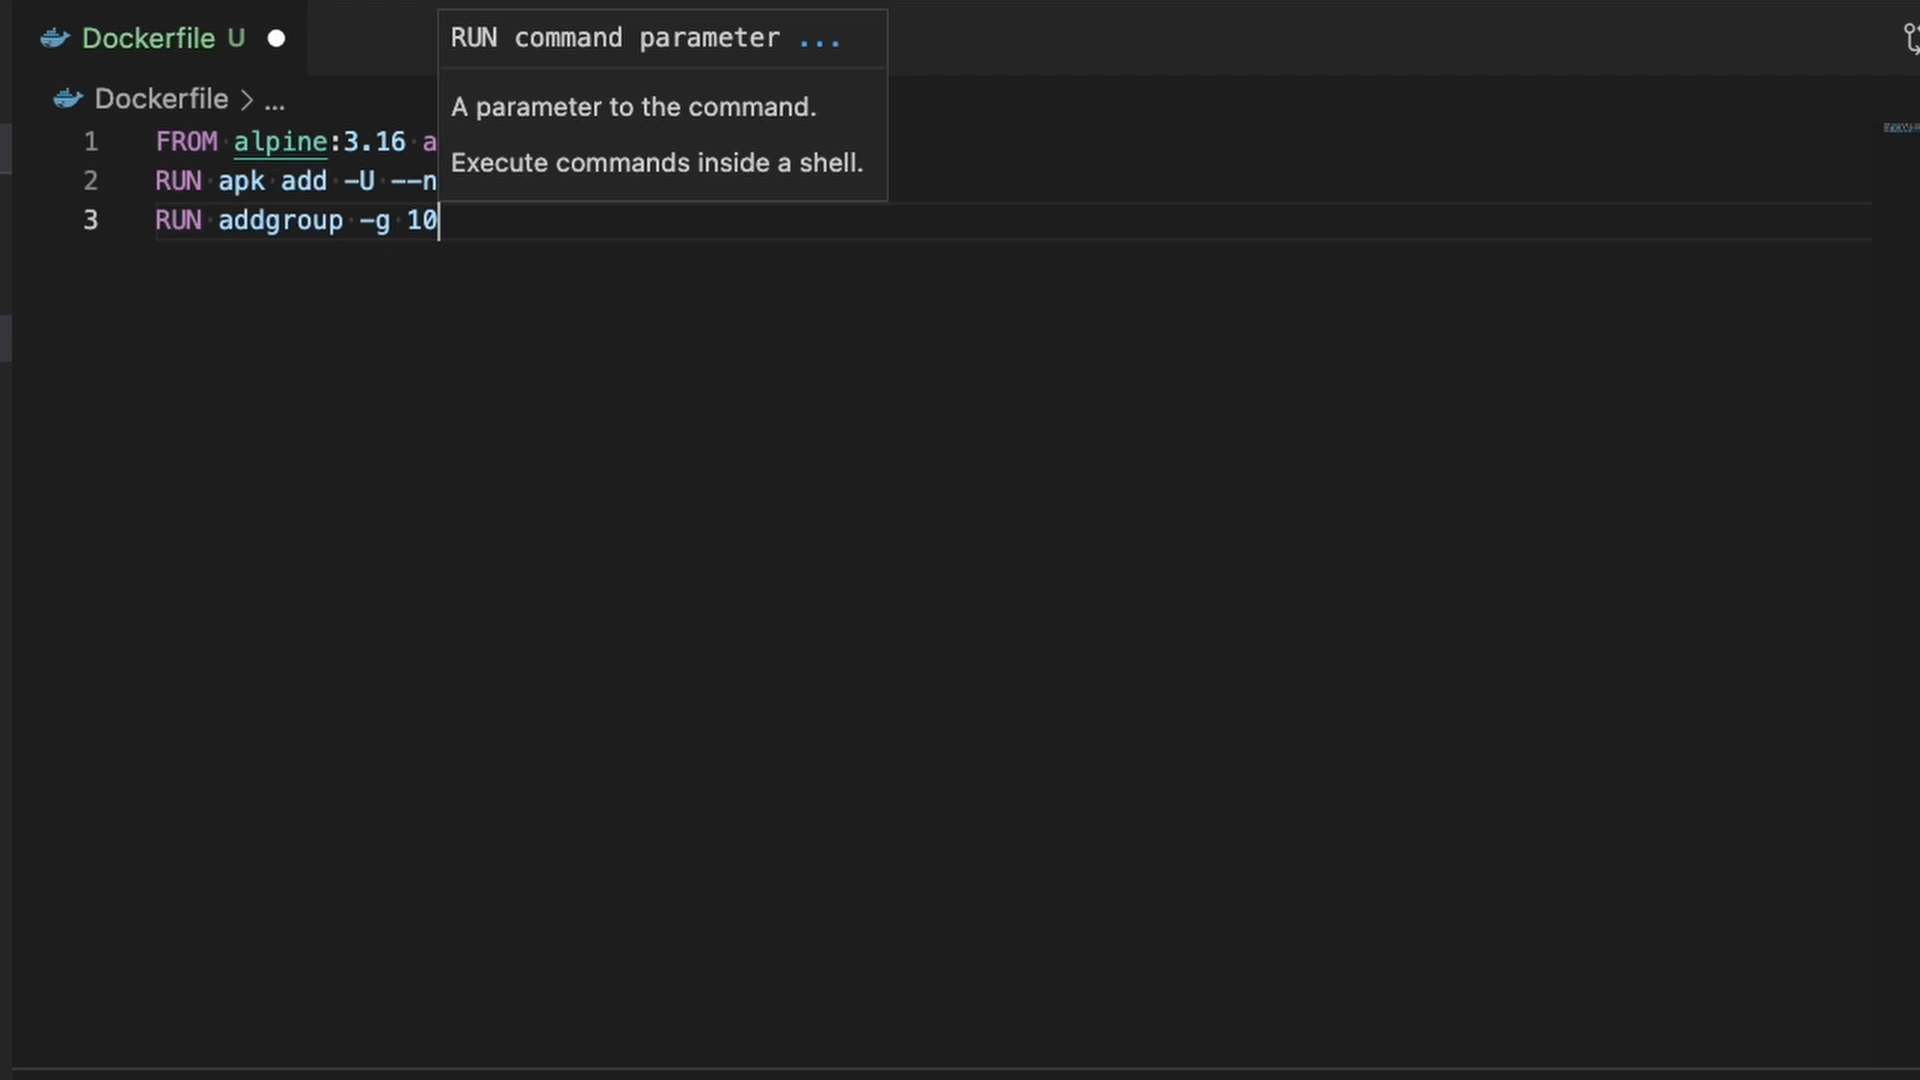 Dockerfile U
RUN command parameter ...
Dockerfile > ...
A parameter to the command.
Execute commands inside a shell.
1 FROM alpine:3.16 a
2 RUN apk add -U --n
3 RUN addgroup -g 10